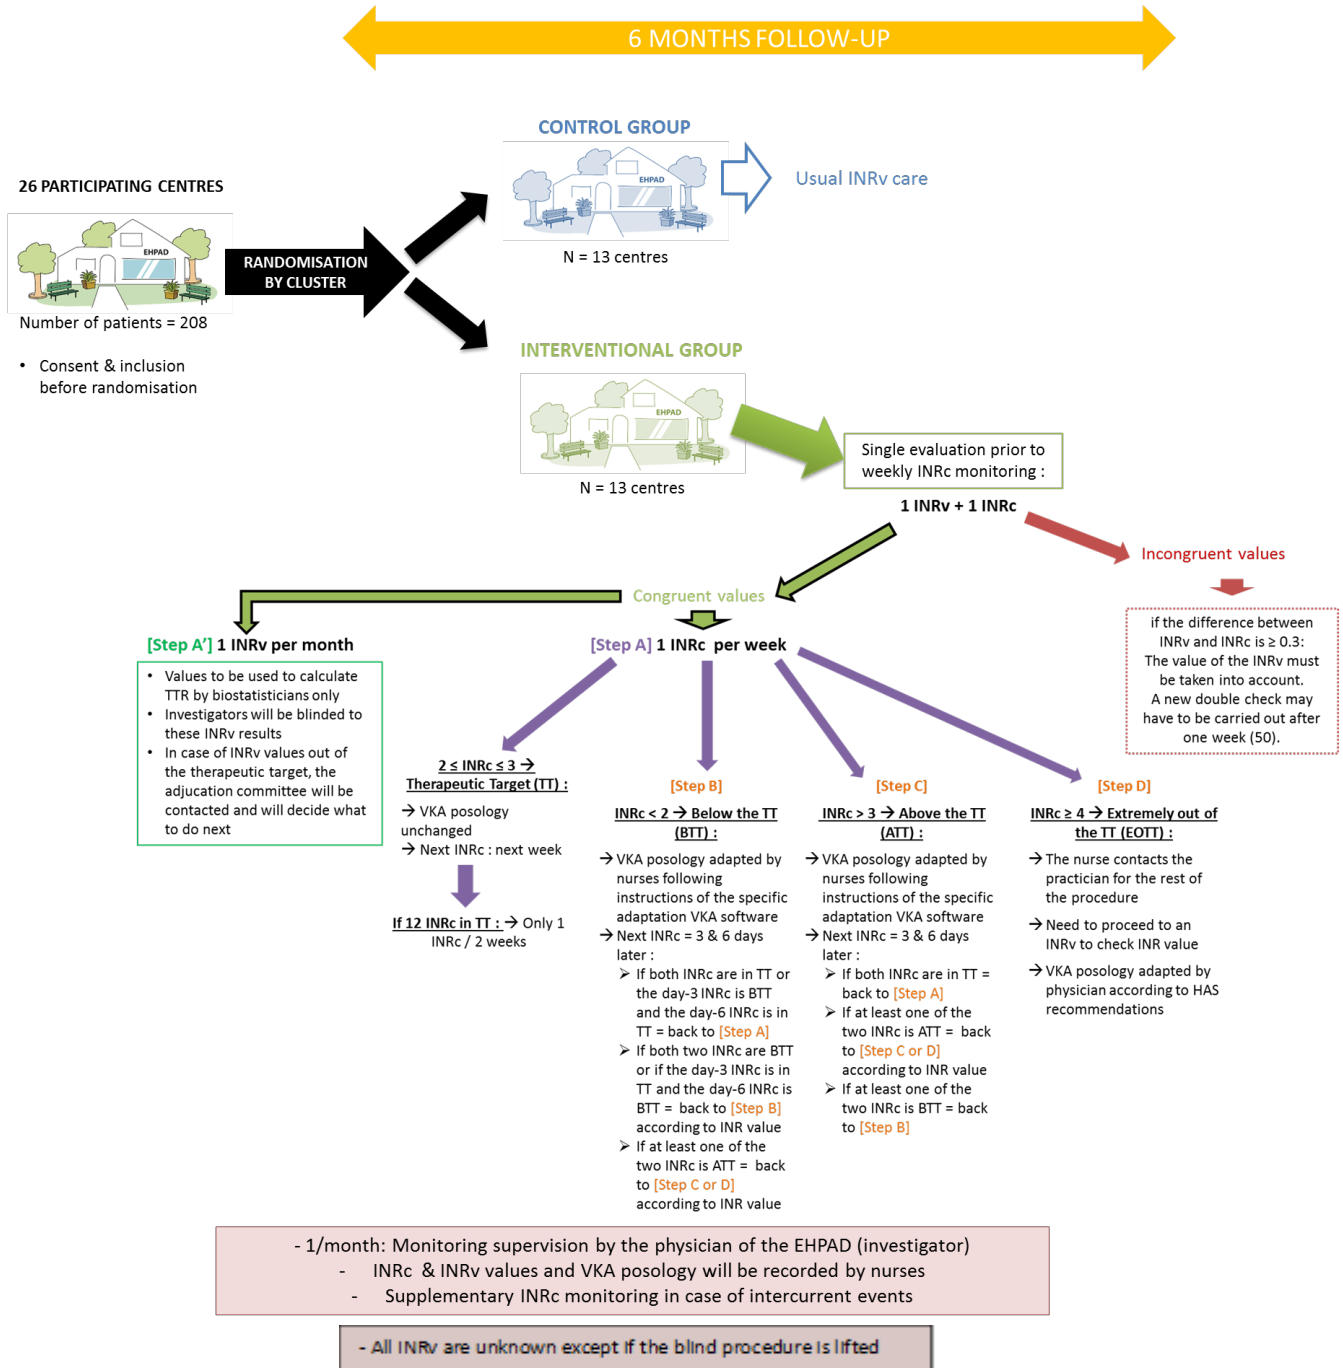 6 MONTHS FOLLOW-UP
CONTROL GROUP
EHPAD
Usual INRv care
N = 13 centres
26 PARTICIPATING CENTRES
EHPAD
Number of patients = 208
• Consent & inclusion
before randomisation
RANDOMISATION
BY CLUSTER
INTERVENTIONAL GROUP
EHPAD
N = 13 centres
Single evaluation prior to
weekly INRc monitoring :
1 INRv + 1 INRc
Incongruent values
if the difference between
INRv and INRc is ≥ 0.3:
The value of the INRv must
be taken into account.
A new double check may
have to be carried out after
one week (50).
Congruent values
[Step A'] 1 INRv per month
• Values to be used to calculate
TTR by biostatisticians only
• Investigators will be blinded to
these INRv results
• In case of INRv values out of
the therapeutic target, the
adjucation committee will be
contacted and will decide what
to do next
[Step A] 1 INRc per week
2 ≤ INRc ≤ 3 →
Therapeutic Target (TT) :
→ VKA posology
unchanged
→ Next INRc : next week
If 12 INRc in TT : → Only 1
INRc / 2 weeks
[Step B]
INRc < 2 → Below the TT
(BTT) :
→ VKA posology adapted by
nurses following
instructions of the specific
adaptation VKA software
→ Next INRc = 3 & 6 days
later :
➢ If both INRc are in TT or
the day-3 INRc is BTT
and the day-6 INRc is in
TT = back to [Step A]
➢ If both two INRc are BTT
or if the day-3 INRc is in
TT and the day-6 INRc is
BTT = back to [Step B]
according to INR value
➢ If at least one of the
two INRc is ATT = back
to [Step C or D]
according to INR value
[Step C]
INRc > 3 → Above the TT
(ATT) :
→ VKA posology adapted by
nurses following
instructions of the specific
adaptation VKA software
→ Next INRc = 3 & 6 days
later :
➢ If both INRc are in TT =
back to [Step A]
➢ If at least one of the
two INRc is ATT = back
to [Step C or D]
according to INR value
➢ If at least one of the
two INRc is BTT = back
to [Step B]
[Step D]
INRc ≥ 4 → Extremely out of
the TT (EOTT) :
→ The nurse contacts the
practician for the rest of
the procedure
→ Need to proceed to an
INRv to check INR value
→ VKA posology adapted by
physician according to HAS
recommendations
- 1/month: Monitoring supervision by the physician of the EHPAD (investigator)
- INRc & INRv values and VKA posology will be recorded by nurses
- Supplementary INRc monitoring in case of intercurrent events
- All INRv are unknown except if the blind procedure is lifted